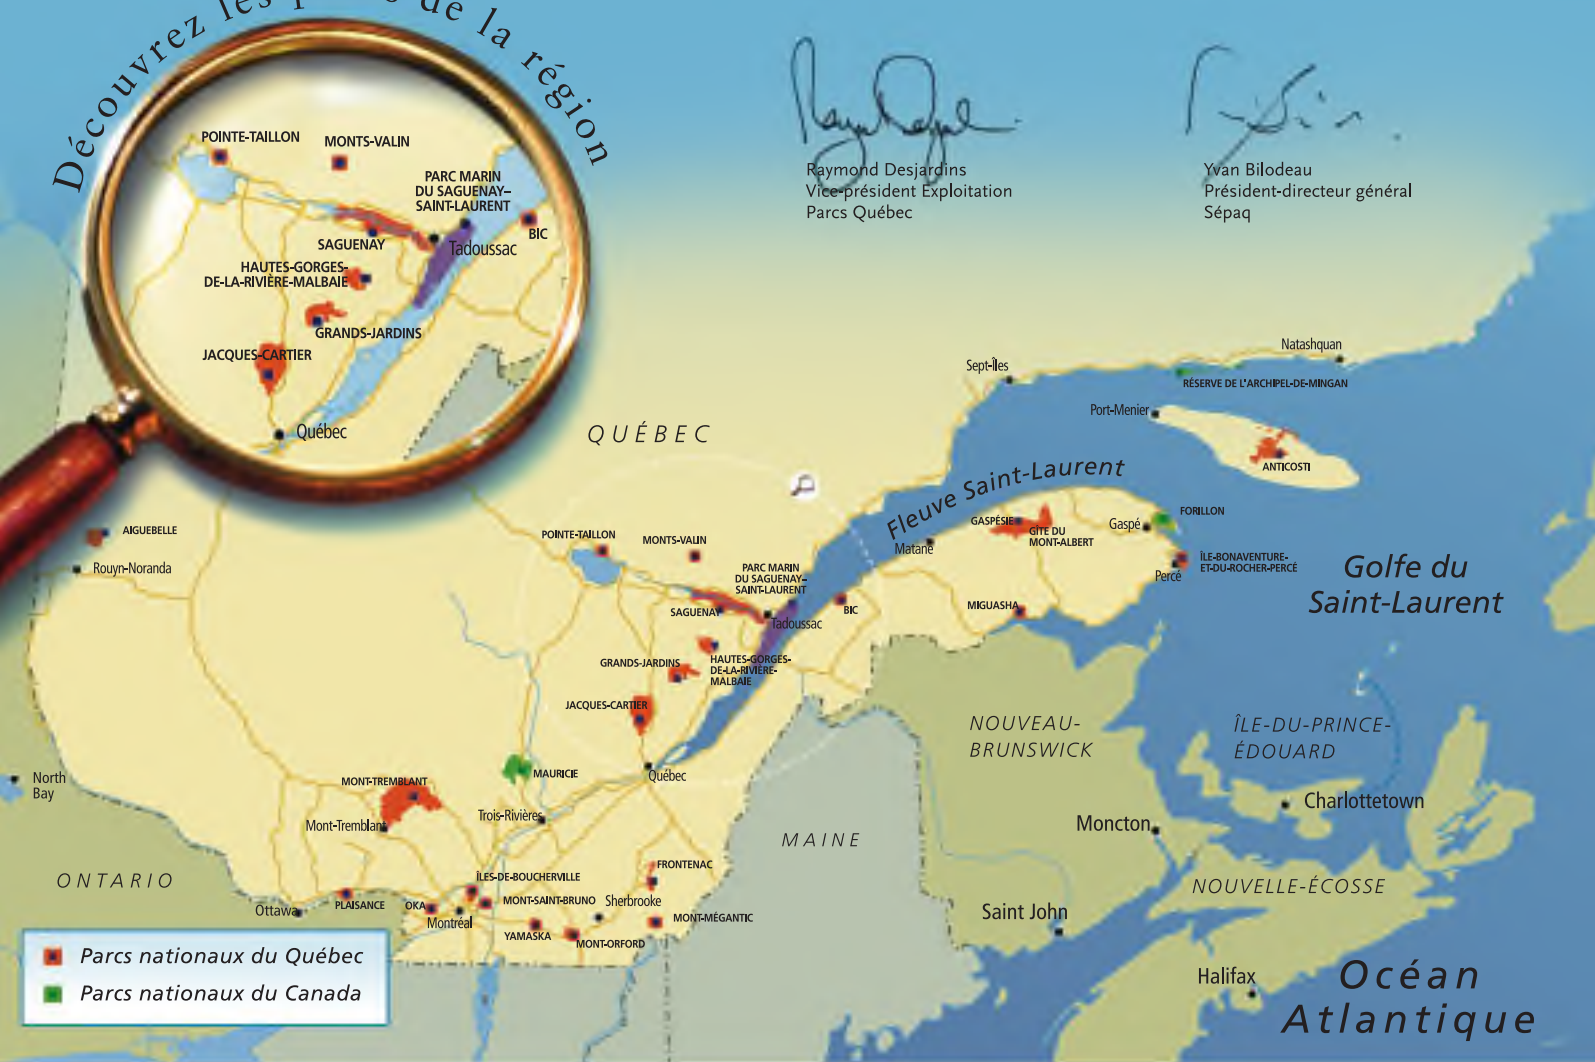 Découvrez les de la région
POINTE-TAILLON
MONTS-VALIN
PARC MARIN
DU SAGUENAY–
SAINT-LAURENT
SAGUENAY
Tadoussac
BIC
HAUTES-GORGES-
DE-LA-RIVIÈRE-MALBAIE
GRANDS-JARDINS
JACQUES-CARTIER
Québec
Raymond Desjardins
Vice-président Exploitation
Parcs Québec
Yvan Bilodeau
Président-directeur général
Sépaq
QUÉBEC
Sept-Îles
Natashquan
RÉSERVE DE L'ARCHIPEL-DE-MINGAN
Port-Menier
ANTICOSTI
Fleuve Saint-Laurent
GASPÉSIE
GÎTE DU
MONT-ALBERT
Gaspé
FORILLON
Matane
Percé
ÎLE-BONAVENTURE-
ET-DU-ROCHER-PERCÉ
MIGUASHA
Golfe du
Saint-Laurent
AIGUEBELLE
Rouyn-Noranda
POINTE-TAILLON
MONTS-VALIN
PARC MARIN
DU SAGUENAY–
SAINT-LAURENT
SAGUENAY
Tadoussac
BIC
GRANDS-JARDINS
HAUTES-GORGES-
DE-LA-RIVIÈRE-
MALBAIE
JACQUES-CARTIER
Québec
NOUVEAU-
BRUNSWICK
ÎLE-DU-PRINCE-
ÉDOUARD
North
Bay
MONT-TREMBLANT
Mont-Tremblant
MAURICIE
Trois-Rivières
MAINE
Moncton
Charlottetown
ONTARIO
Ottawa
PLAISANCE
OKA
Montréal
ÎLES-DE-BOUCHERVILLE
MONT-SAINT-BRUNO
YAMASKA
MONT-ORFORD
Sherbrooke
FRONTENAC
MONT-MÉGANTIC
Saint John
NOUVELLE-ÉCOSSE
Halifax
Océan
Atlantique
Parcs nationaux du Québec
Parcs nationaux du Canada